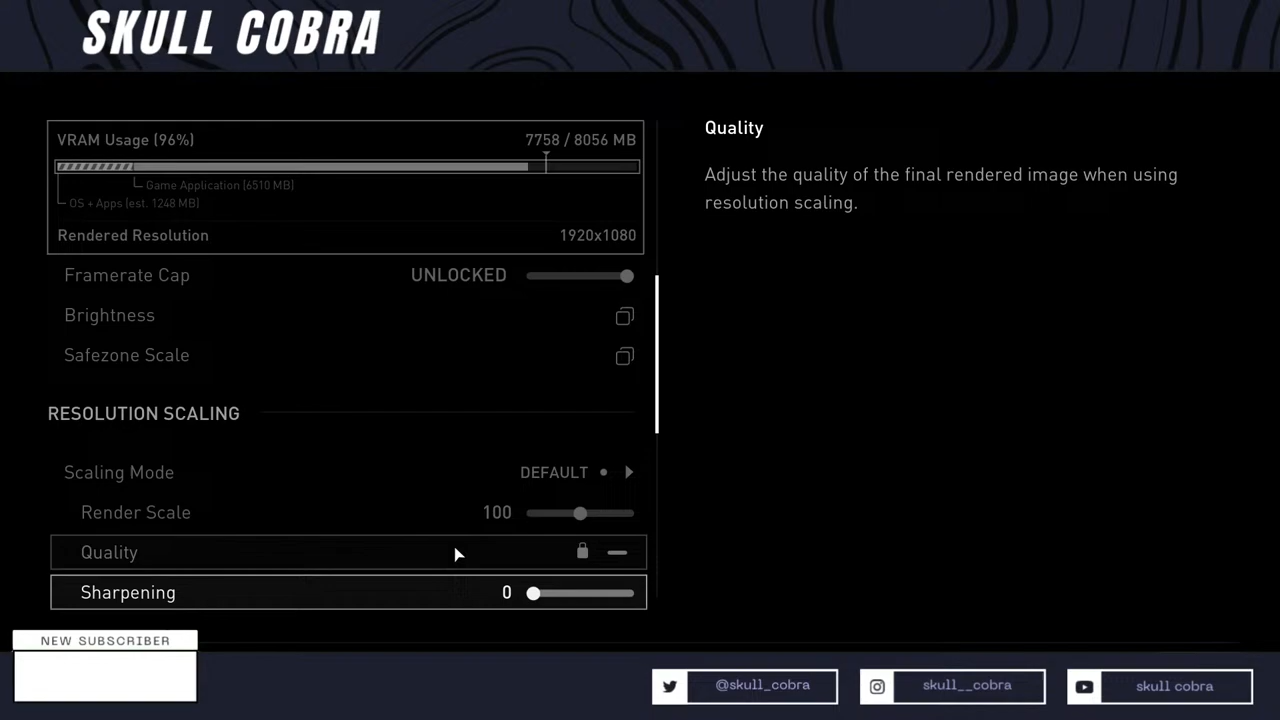 SKULL COBRA
VRAM Usage (96%) 7758 / 8056 MB
Game Application (6510 MB)
OS + Apps (est. 1248 MB)
Rendered Resolution 1920x1080
Framerate Cap UNLOCKED
Brightness
Safezone Scale
RESOLUTION SCALING
Scaling Mode DEFAULT
Render Scale 100
Quality
Sharpening 0
Quality
Adjust the quality of the final rendered image when using
resolution scaling.
NEW SUBSCRIBER
@skull_cobra
skull__cobra
skull cobra